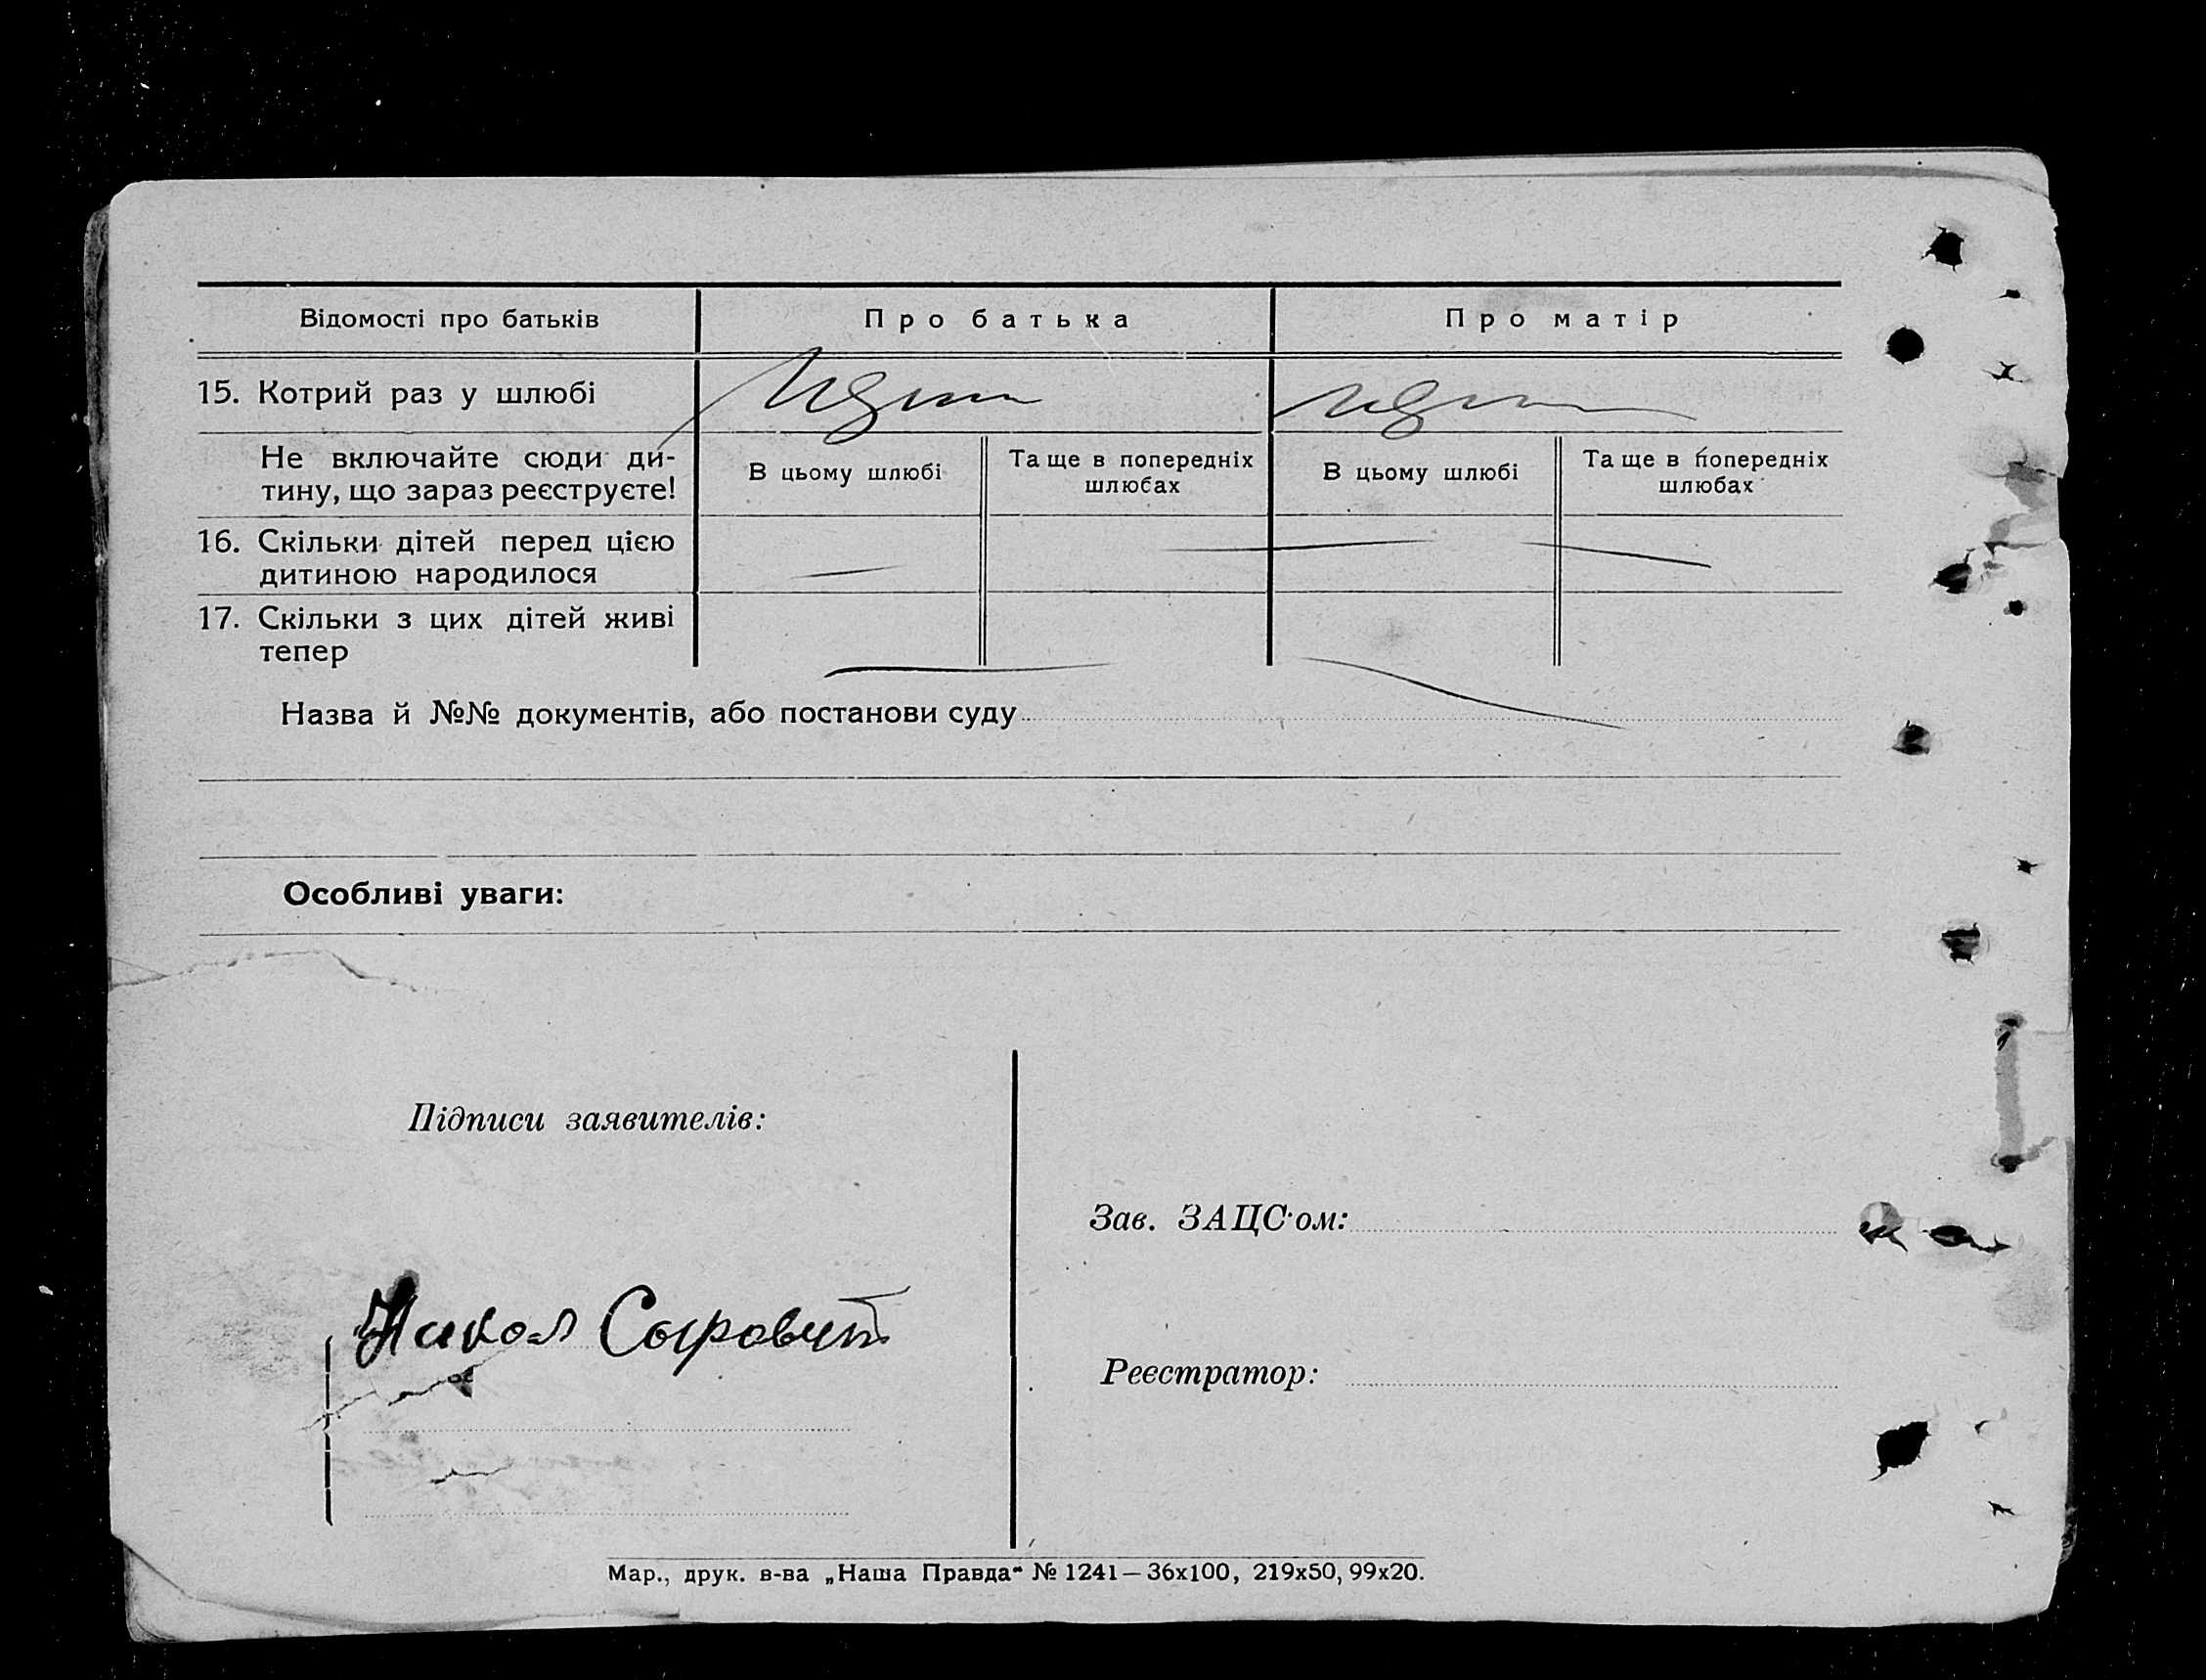 Відомості про батьків
Про батька
Про матір
15. Котрий раз у шлюбі
Не включайте сюди ди-
тину, що зараз реєструєте!
В цьому шлюбі
Та ще в попередніх
шлюбах
В цьому шлюбі
Та ще в попередніх
шлюбах
16. Скільки дітей перед цією
дитиною народилося
17. Скільки з цих дітей живі
тепер
Назва й №№ документів, або постанови суду
Особливі уваги:
Підписи заявителів:
Зав. ЗАЦС'ом:
Реєстратор:
Мар., друк. в-ва „Наша Правда“ № 1241—36х100, 219х50, 99х20.